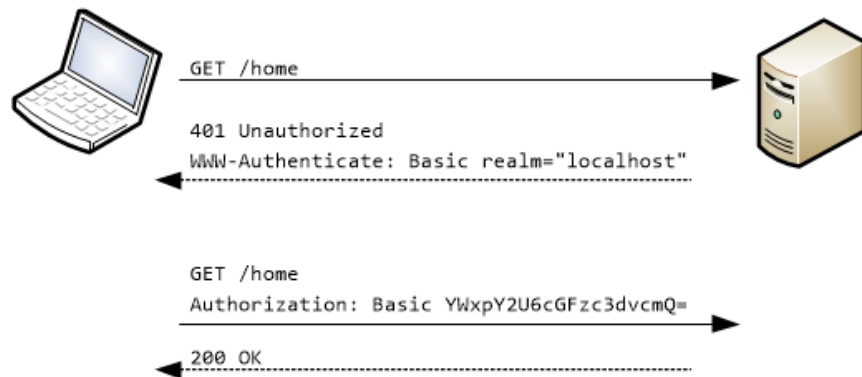 GET /home
401 Unauthorized
WWW-Authenticate: Basic realm="localhost"
GET /home
Authorization: Basic YWxpY2U6cGFzc3dvcmQ=
200 OK